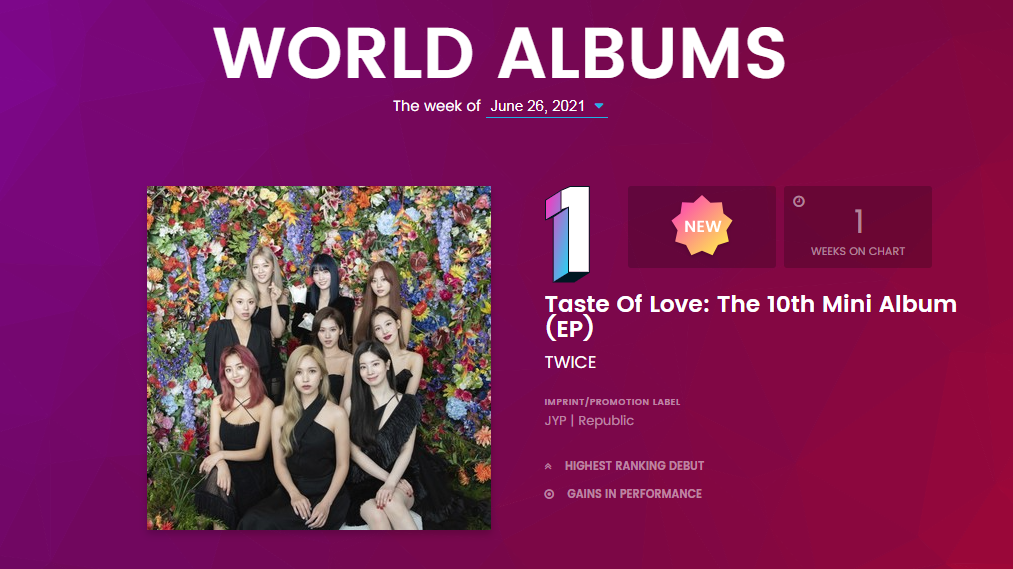 WORLD ALBUMS
The week of June 26, 2021
1
NEW
1
WEEKS ON CHART
Taste Of Love: The 10th Mini Album
(EP)
TWICE
IMPRINT/PROMOTION LABEL
JYP | Republic
HIGHEST RANKING DEBUT
GAINS IN PERFORMANCE